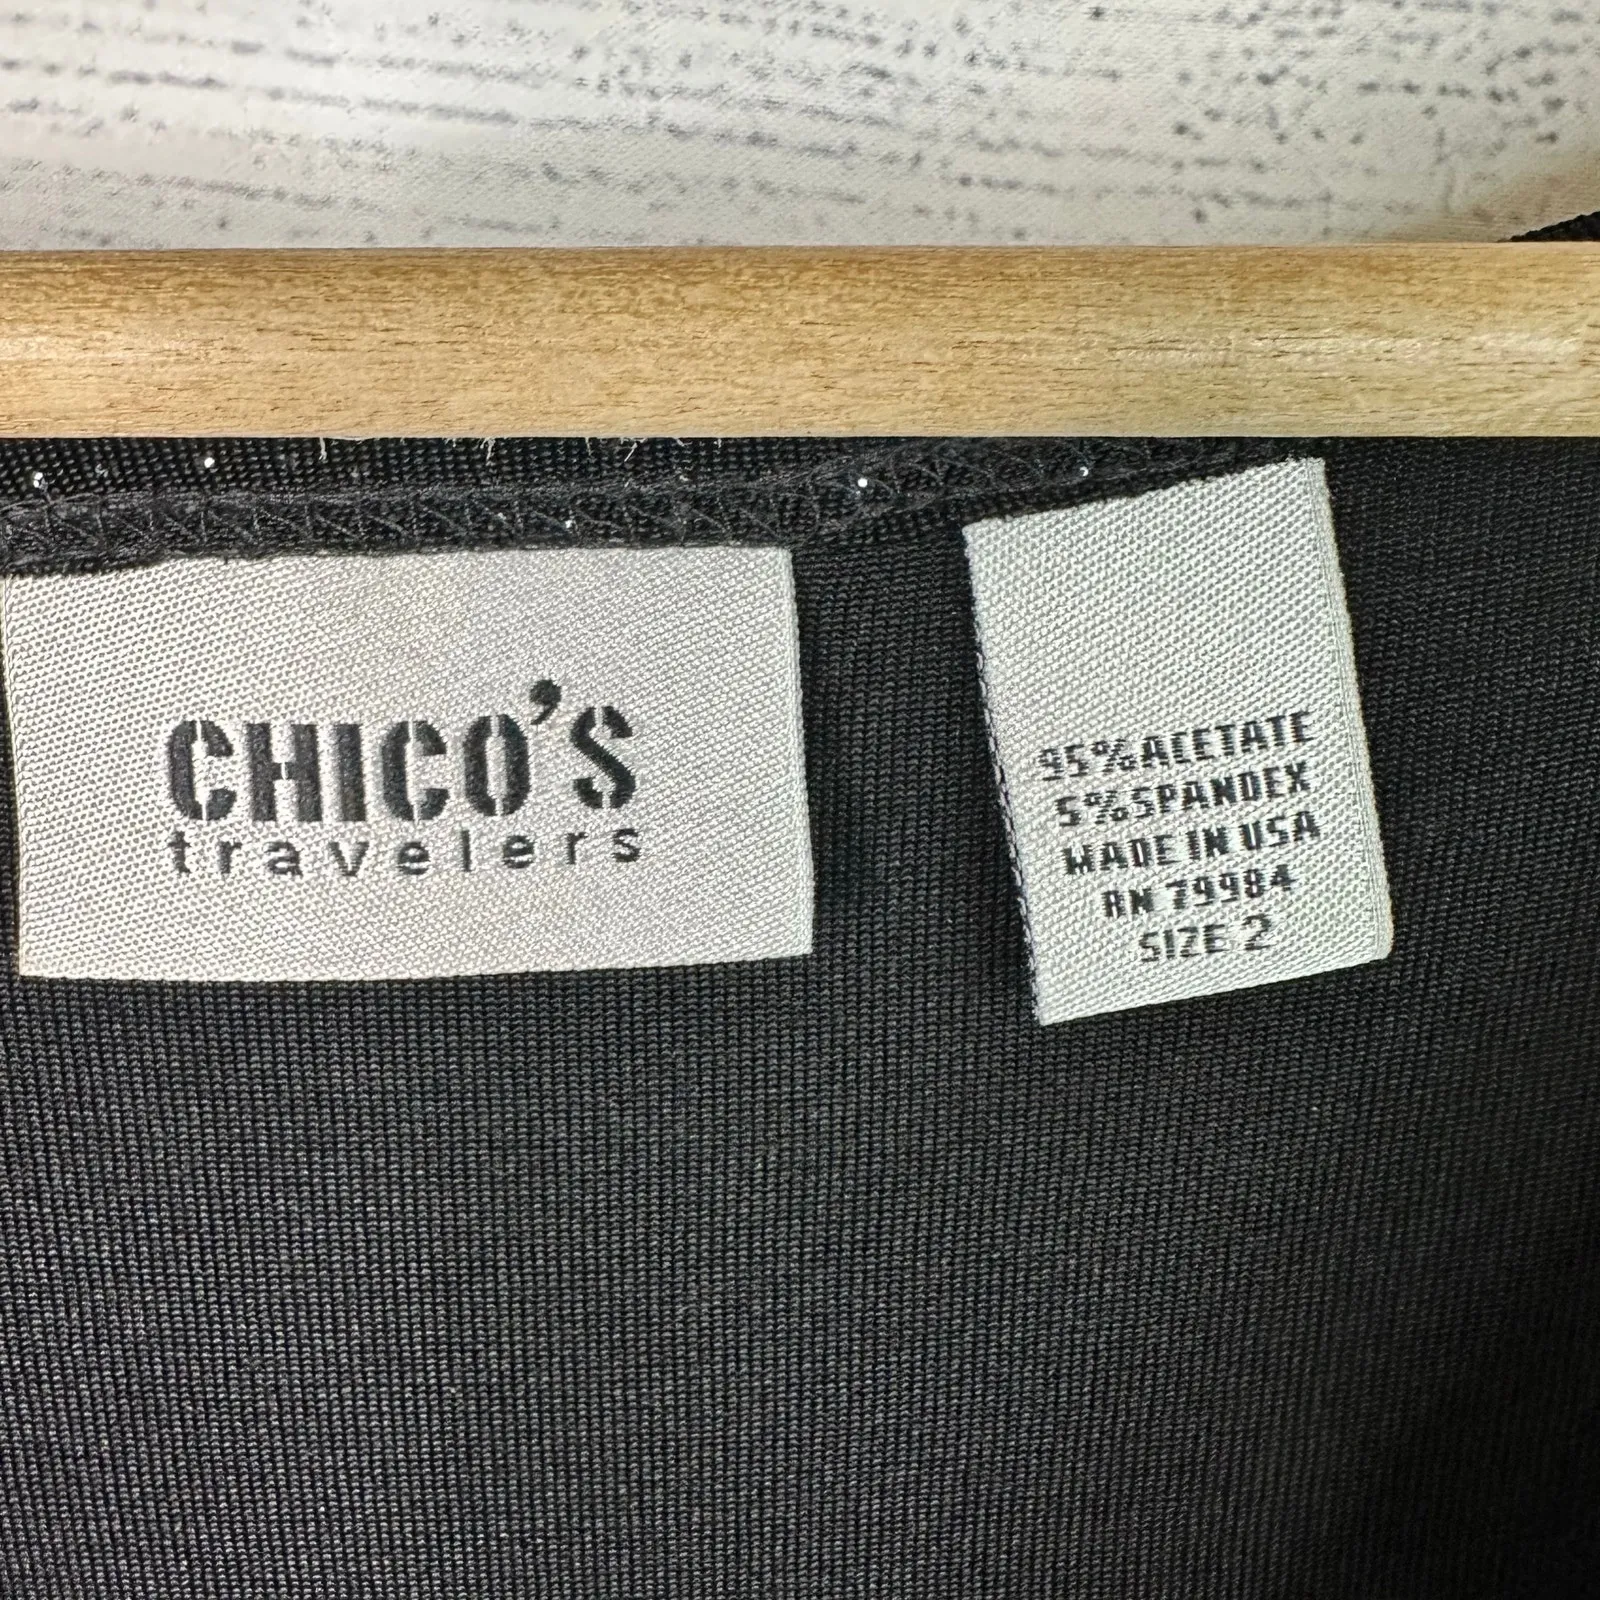 CHICO'S
travelers
95% ACETATE
5% SPANDEX
MADE IN USA
RN 79984
SIZE 2